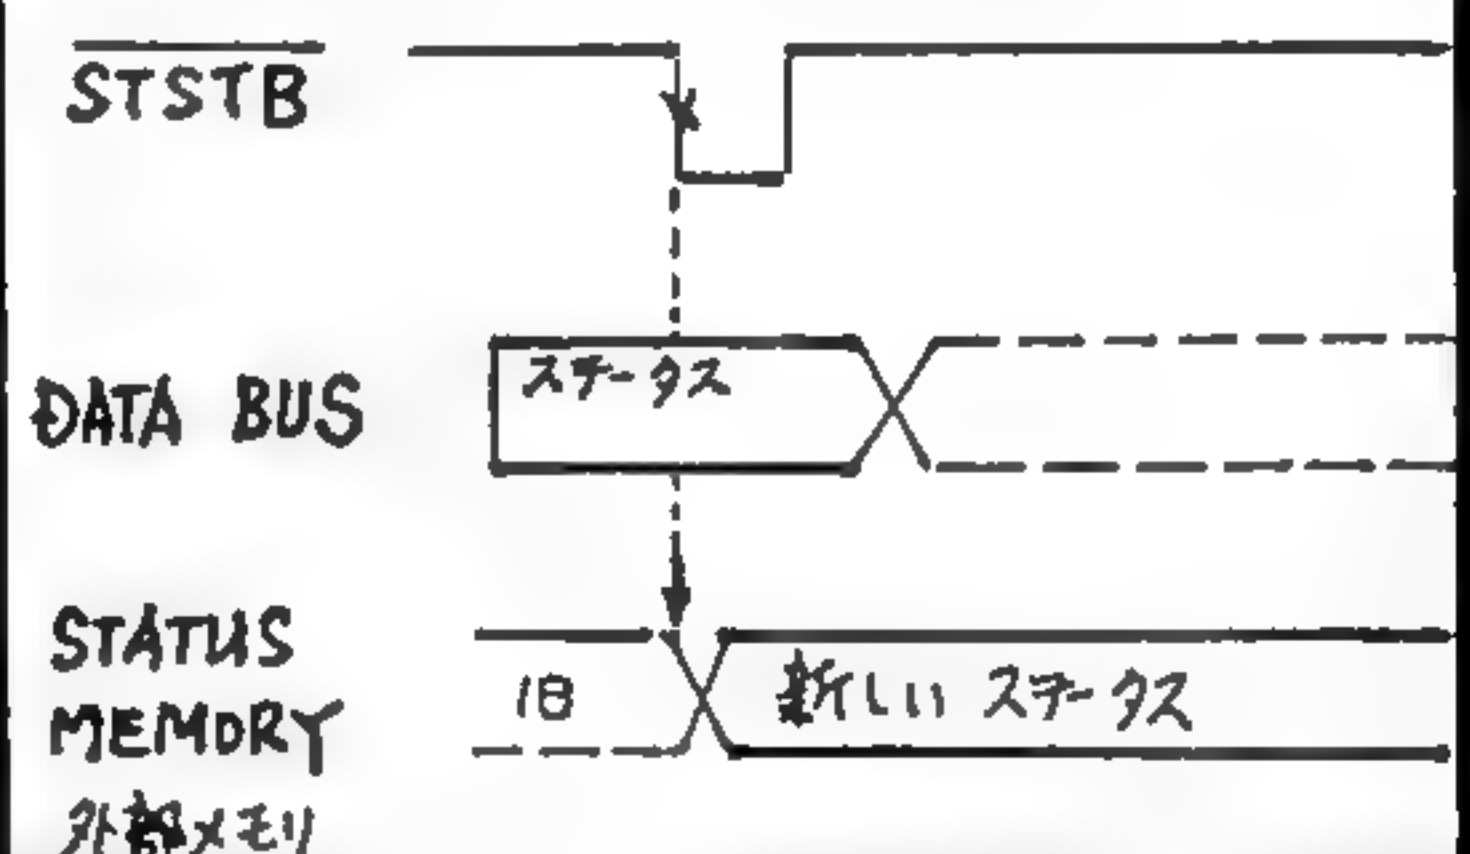 STSTB
DATA BUS
ステータス
STATUS
MEMORY
旧
新しい ステータス
外部メモリ